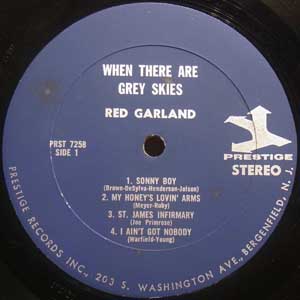 WHEN THERE ARE
GREY SKIES
RED GARLAND
PRST 7258
SIDE 1
PRESTIGE
STEREO
1. SONNY BOY
(Brown-DeSylva-Henderson-Jolson)
2. MY HONEY'S LOVIN' ARMS
(Meyer-Ruby)
3. ST. JAMES INFIRMARY
(Joe Primrose)
4. I AIN'T GOT NOBODY
(Warfield-Young)
PRESTIGE RECORDS INC., 203 S. WASHINGTON AVE., BERGENFIELD, N. J.